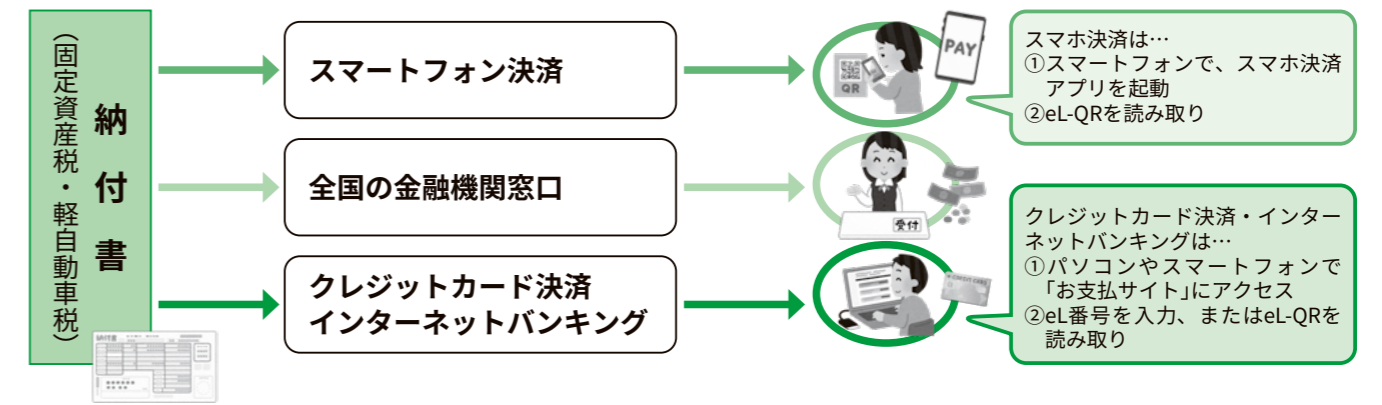 納付書
（固定資産税・軽自動車税）
スマートフォン決済
QR
PAY
スマホ決済は…
①スマートフォンで、スマホ決済
アプリを起動
②eL-QRを読み取り
全国の金融機関窓口
受付
クレジットカード決済
インターネットバンキング
CREDIT CARD
クレジットカード決済・インター
ネットバンキングは…
①パソコンやスマートフォンで
「お支払サイト」にアクセス
②eL番号を入力、またはeL-QRを
読み取り
納付書